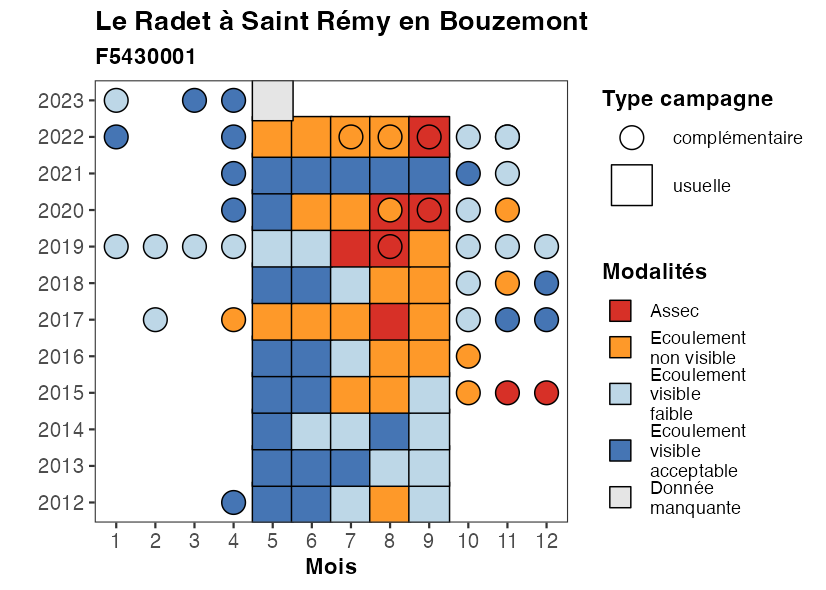 Le Radet à Saint Rémy en Bouzemont
F5430001
2023
2022
2021
2020
2019
2018
2017
2016
2015
2014
2013
2012
1 2 3 4 5 6 7 8 9 10 11 12
Mois
Type campagne
complémentaire
usuelle
Modalités
Assec
Ecoulement
non visible
Ecoulement
visible
faible
Ecoulement
visible
acceptable
Donnée
manquante